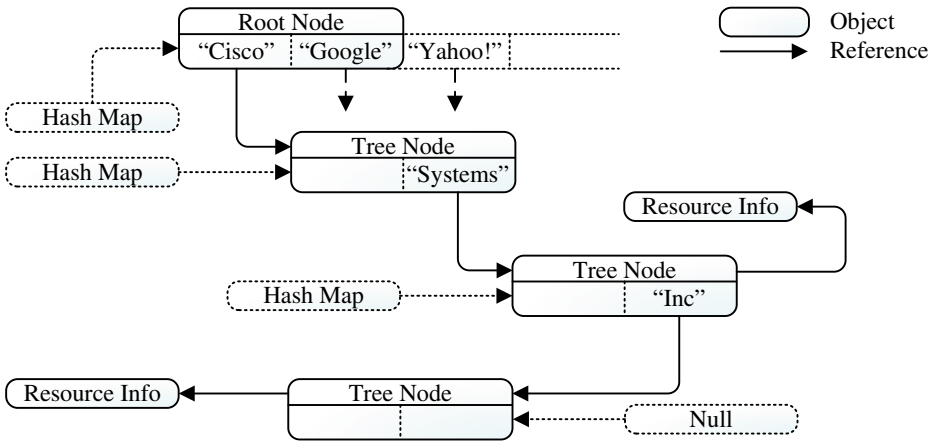 Root Node
“Cisco” “Google” “Yahoo!”
Object
Reference
Hash Map
Tree Node
Hash Map
“Systems”
Resource Info
Tree Node
Hash Map
“Inc”
Resource Info
Tree Node
Null